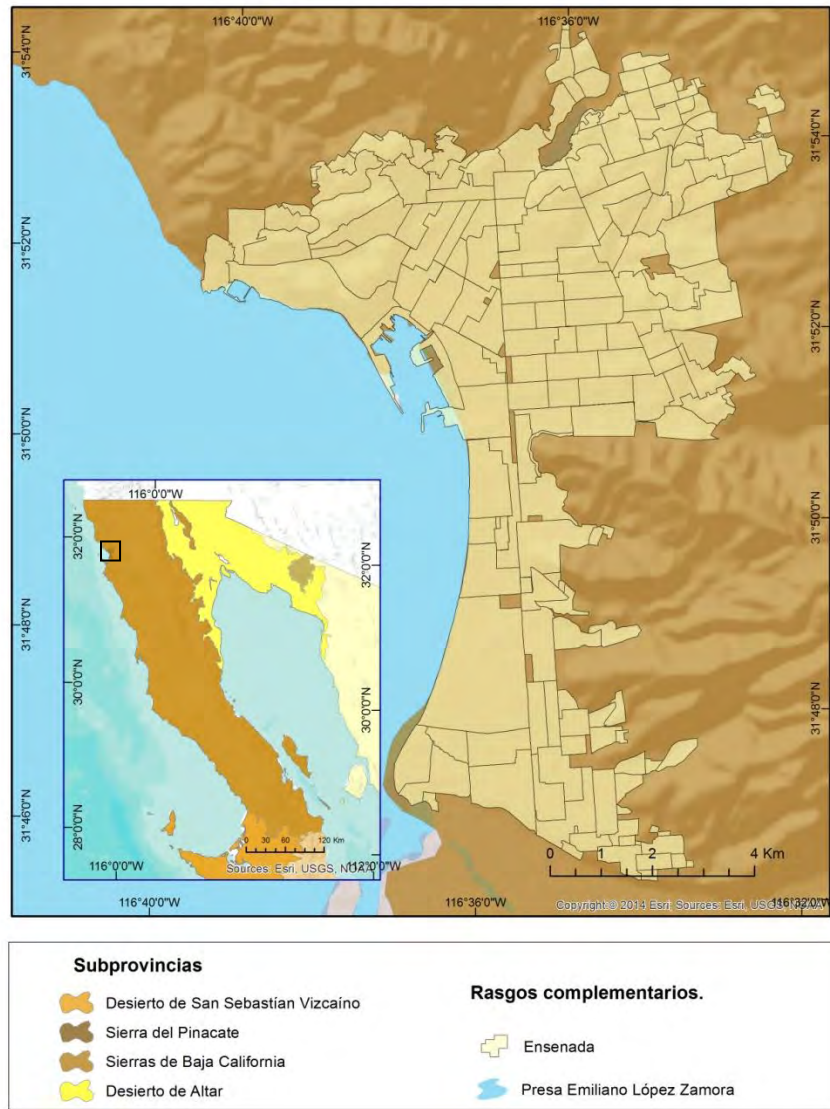 116°40'0"W 116°36'0"W
31°54'0"N
31°54'0"N
31°52'0"N
31°52'0"N
31°50'0"N
31°50'0"N
31°48'0"N
31°48'0"N
31°46'0"N
116°0'0"W
32°0'0"N
32°0'0"N
30°0'0"N
30°0'0"N
28°0'0"N
0 30 60 120 Km
Sources: Esri, USGS, NOAA
116°0'0"W 112°0'0"W
0 1 2 4 Km
Copyright:© 2014 Esri, Sources: Esri, USGS, NOAA
116°40'0"W 116°36'0"W 116°32'0"W
Subprovincias
Desierto de San Sebastían Vizcaíno
Sierra del Pinacate
Sierras de Baja California
Desierto de Altar
Rasgos complementarios.
Ensenada
Presa Emiliano López Zamora